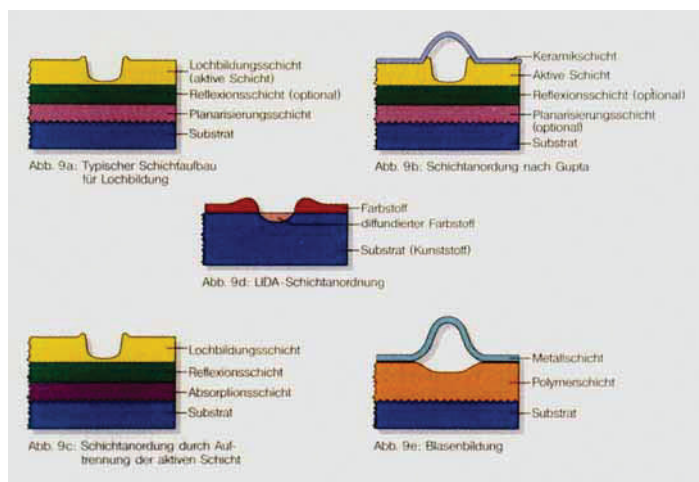 Lochbildungsschicht
(aktive Schicht)
Reflexionsschicht (optional)
Planarisierungsschicht
Substrat
Abb. 9a: Typischer Schichtaufbau
für Lochbildung
Keramikschicht
Aktive Schicht
Reflexionsschicht (optional)
Planarisierungsschicht
(optional)
Substrat
Abb. 9b: Schichtanordnung nach Gupta
Farbstoff
diffundierter Farbstoff
Substrat (Kunststoff)
Abb. 9d: LIDA-Schichtanordnung
Lochbildungsschicht
Reflexionsschicht
Absorptionsschicht
Substrat
Abb. 9c: Schichtanordung durch Auf-
trennung der aktiven Schicht
Metallschicht
Polymerschicht
Substrat
Abb. 9e: Blasenbildung